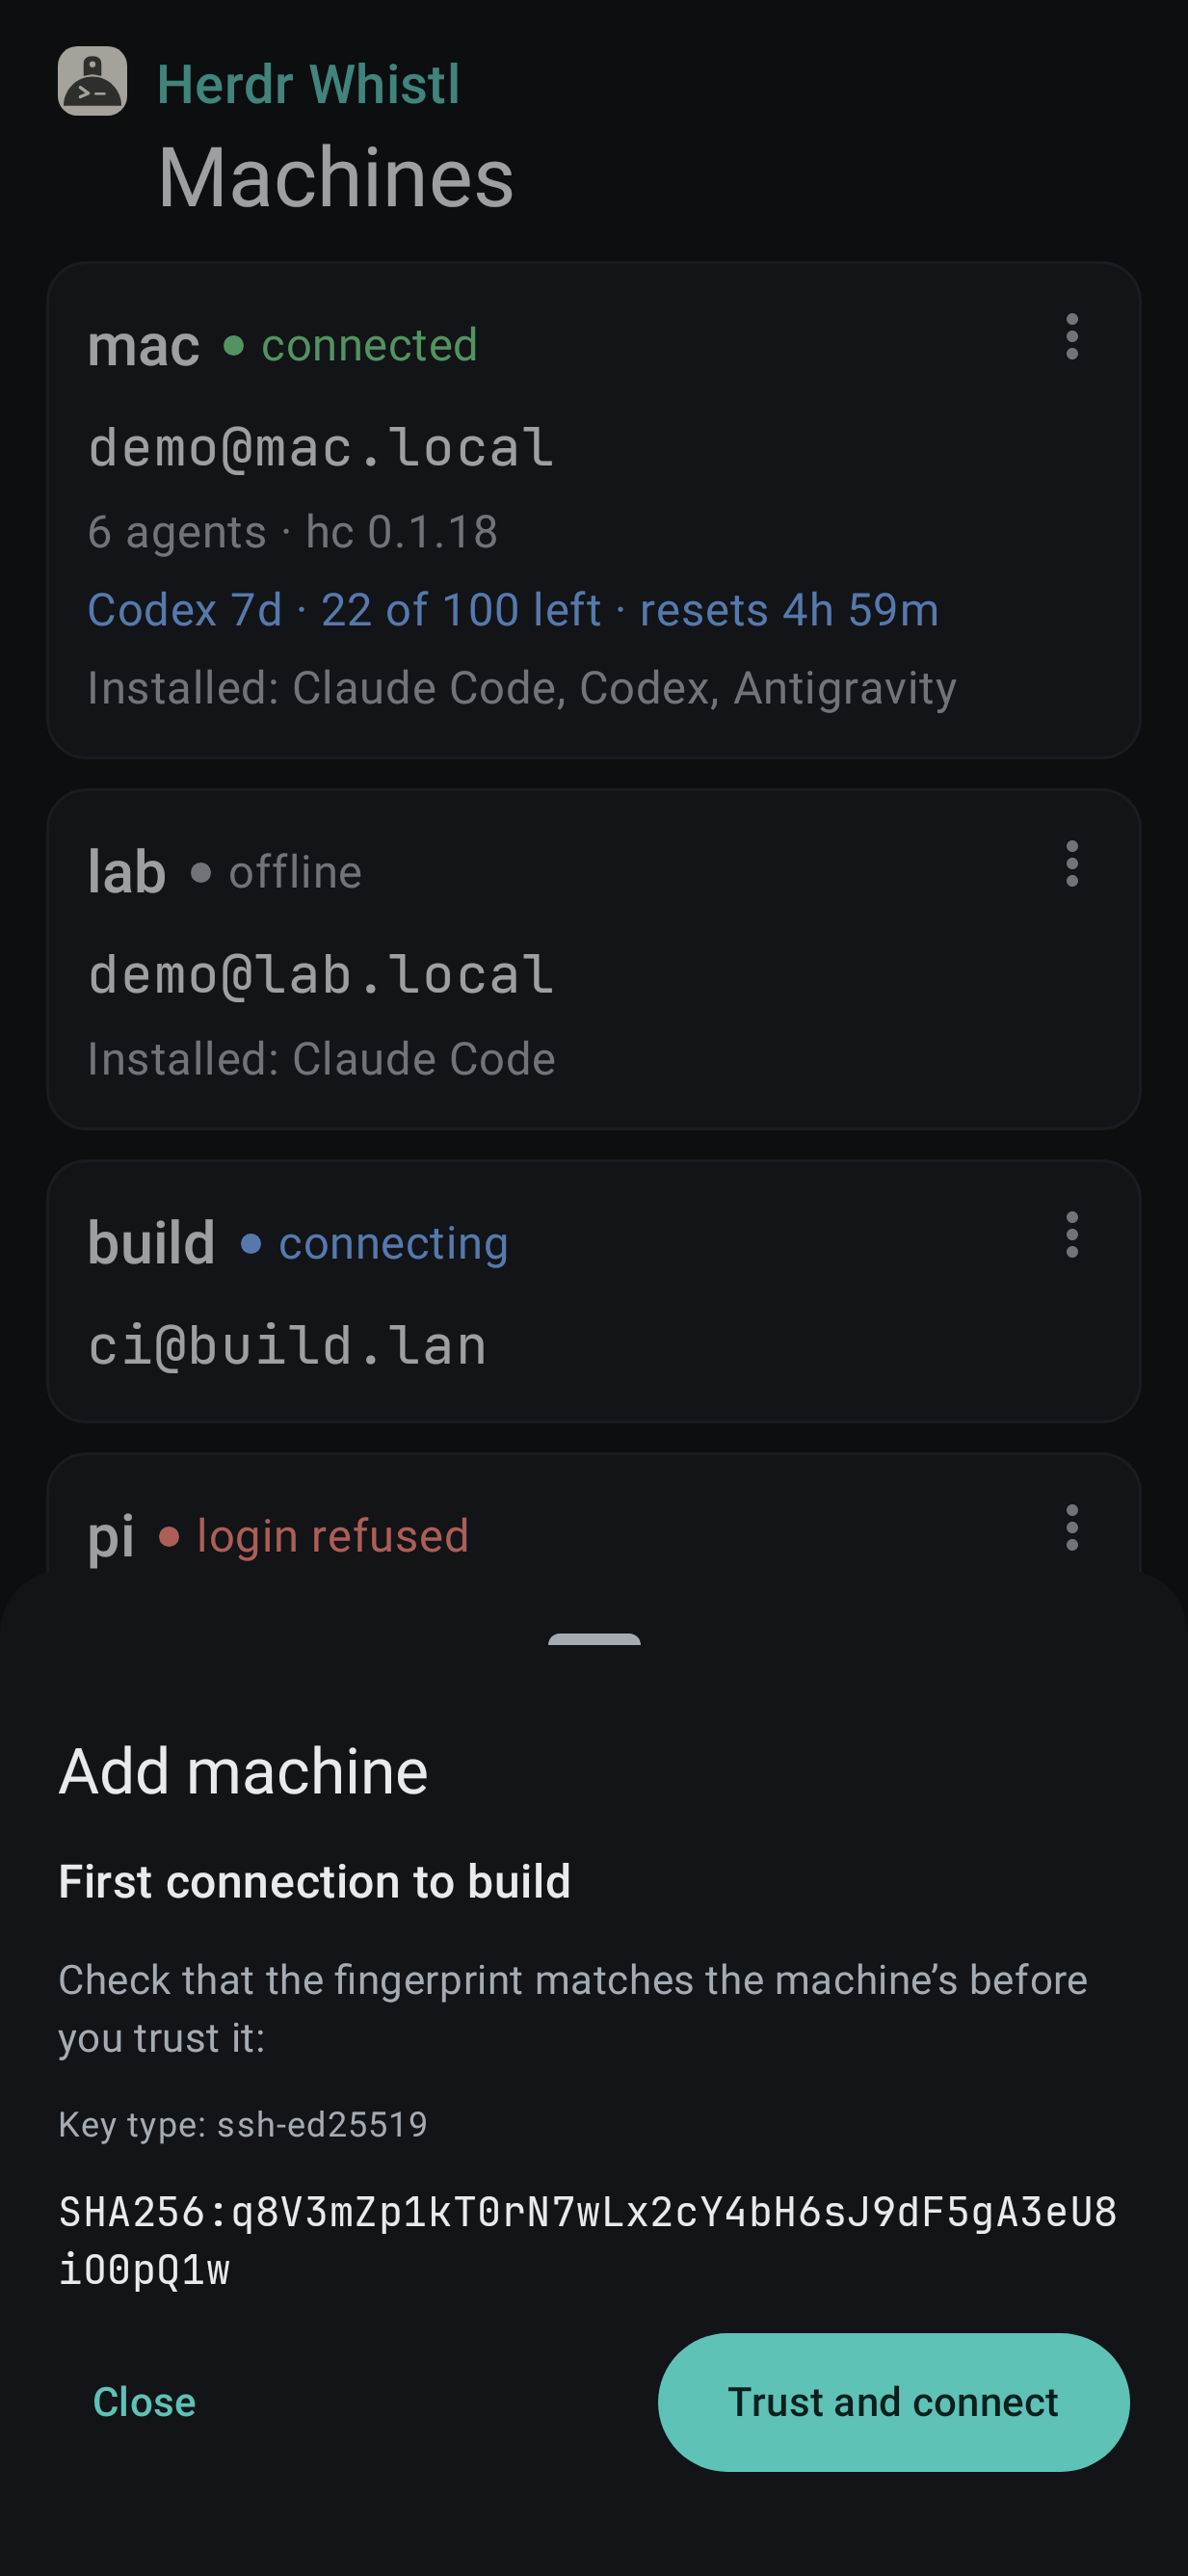 Herdr Whistl
Machines
mac • connected
demo@mac.local
6 agents · hc 0.1.18
Codex 7d · 22 of 100 left · resets 4h 59m
Installed: Claude Code, Codex, Antigravity
lab • offline
demo@lab.local
Installed: Claude Code
build • connecting
ci@build.lan
pi • login refused
Add machine
First connection to build
Check that the fingerprint matches the machine’s before
you trust it:
Key type: ssh-ed25519
SHA256:q8V3mZp1kT0rN7wLx2cY4bH6sJ9dF5gA3eU8
iO0pQ1w
Close
Trust and connect